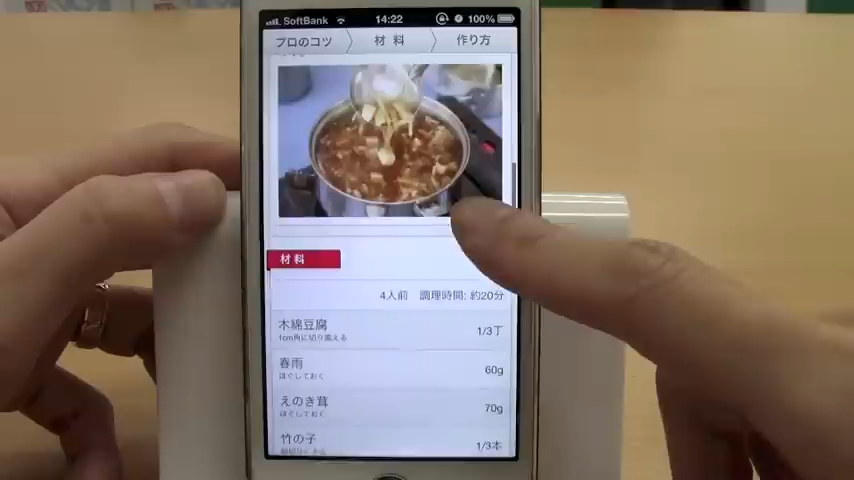 SoftBank 14:22 100%
プロのコツ 材料 作り方
材料
4人前 調理時間: 約20分
木綿豆腐 1/3丁
1cm角に切り揃える
春雨 60g
ほぐしておく
えのき茸 70g
ほぐしておく
竹の子 1/3本